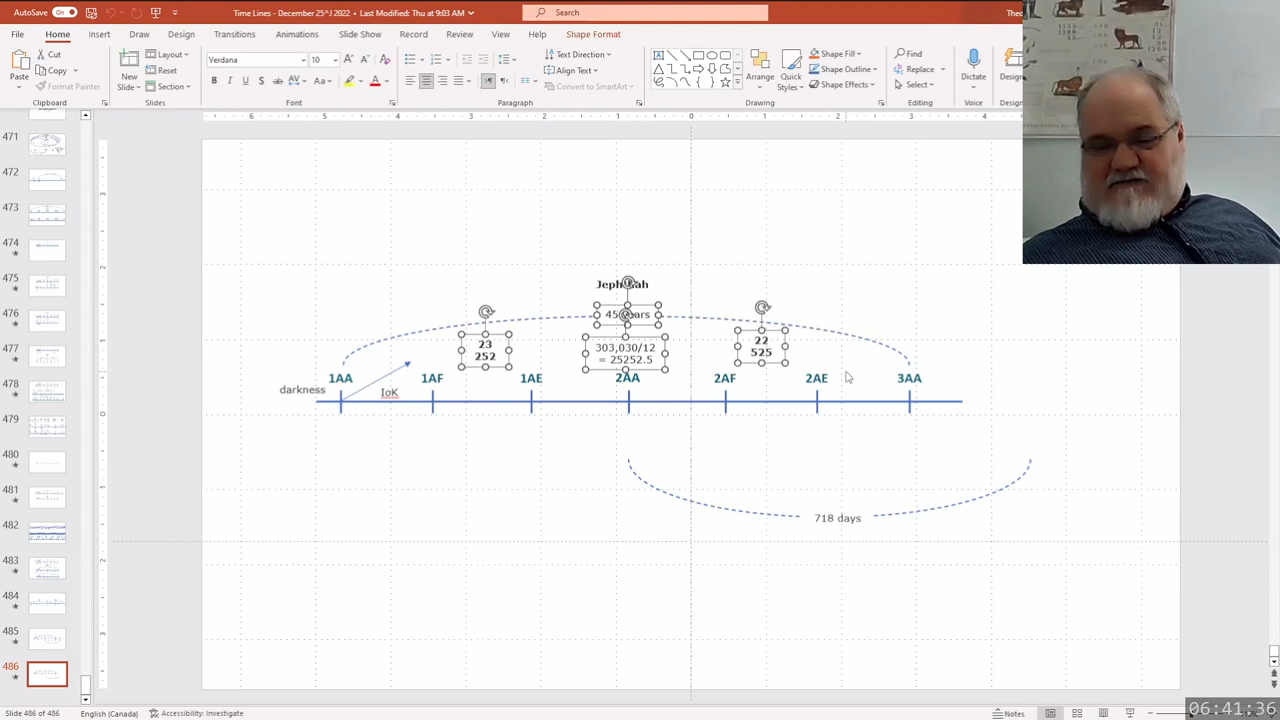 AutoSave
On
Time Lines - December 25^J 2022 • Last Modified: Thu at 9:03 AM
Search
Theo
File
Home
Insert
Draw
Design
Transitions
Animations
Slide Show
Record
Review
View
Help
Shape Format
Paste
Cut
Copy
Format Painter
Clipboard
New
Slide
Layout
Reset
Section
Slides
Verdana
10
Font
Text Direction
Align Text
Convert to SmartArt
Paragraph
Arrange
Quick
Styles
Shape Fill
Shape Outline
Shape Effects
Drawing
Find
Replace
Select
Editing
Dictate
Voice
Design
471
472
473
474
475
476
477
478
479
480
481
482
483
484
485
486
45 years
23
252
303,030/12
= 25252.5
22
525
darkness
1AA
IoK
1AF
1AE
2AA
2AF
2AE
3AA
718 days
Slide 486 of 486
English (Canada)
Accessibility: Investigate
Notes
06:41:36